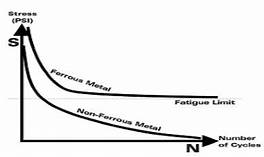 Stress
(PSI)
S
Ferrous Metal
Fatigue Limit
Non-Ferrous Metal
N
Number
of Cycles